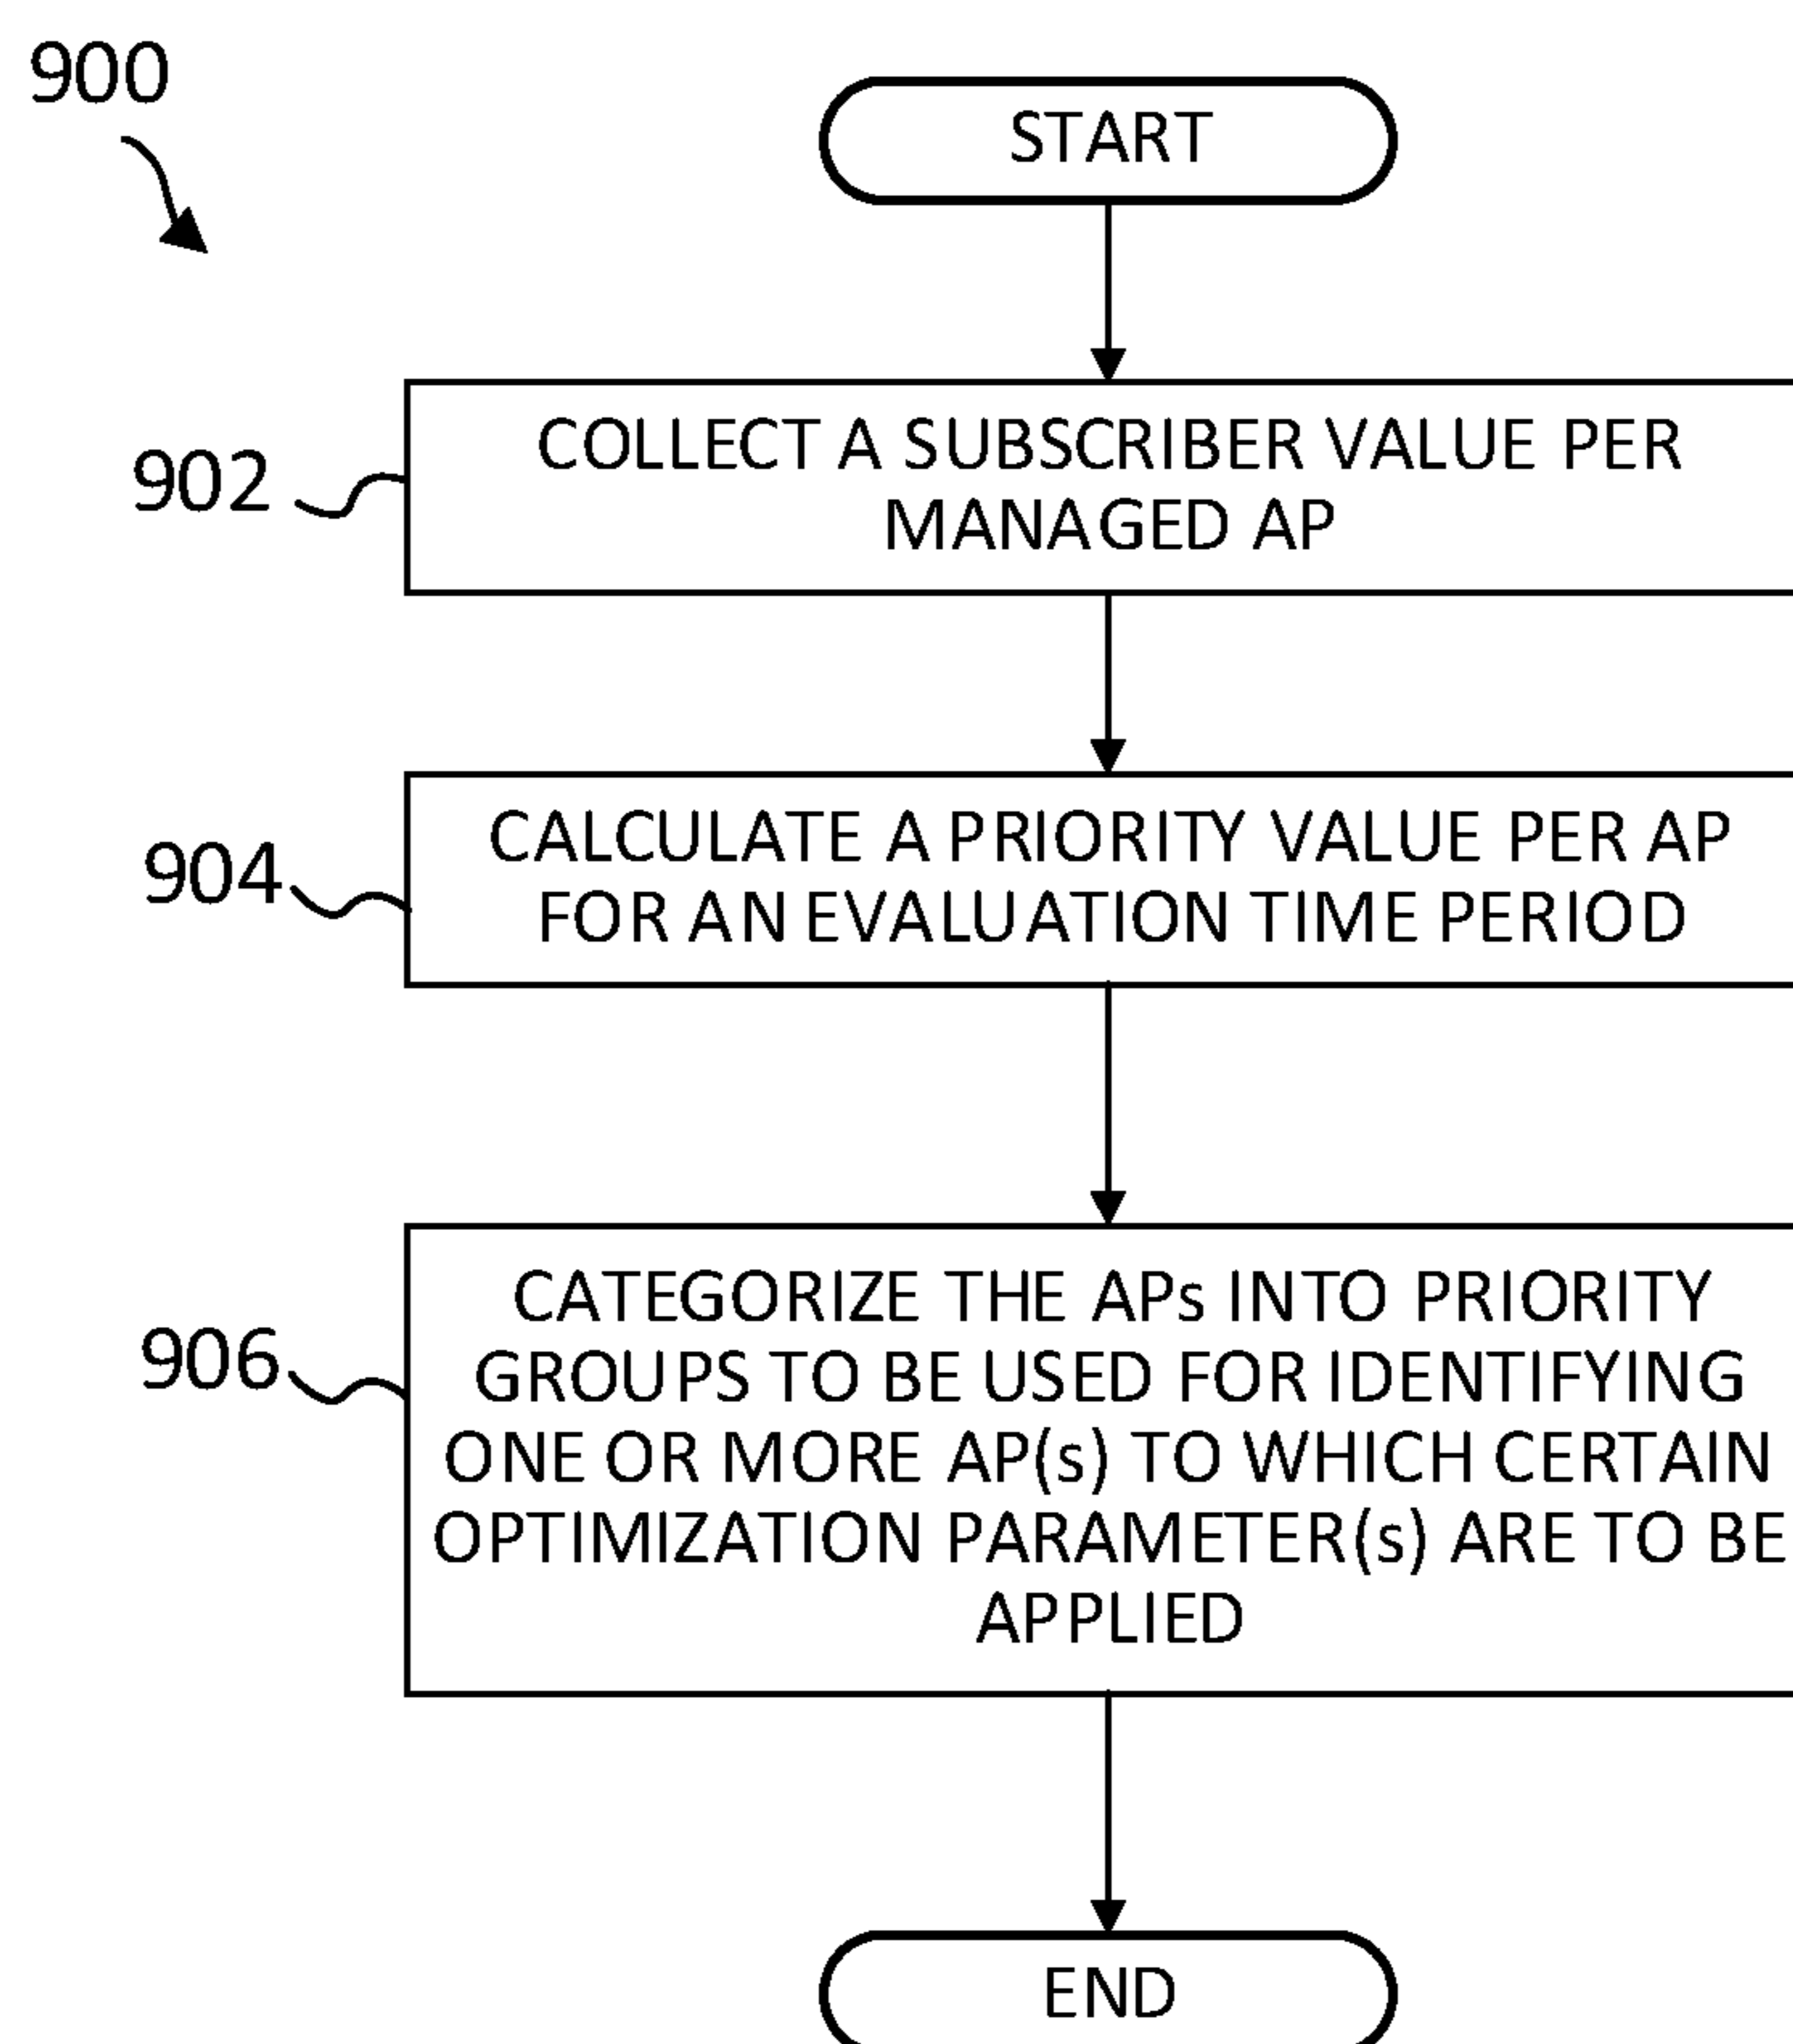 900
START
902
COLLECT A SUBSCRIBER VALUE PER
MANAGED AP
904
CALCULATE A PRIORITY VALUE PER AP
FOR AN EVALUATION TIME PERIOD
906
CATEGORIZE THE APs INTO PRIORITY
GROUPS TO BE USED FOR IDENTIFYING
ONE OR MORE AP(s) TO WHICH CERTAIN
OPTIMIZATION PARAMETER(s) ARE TO BE
APPLIED
END